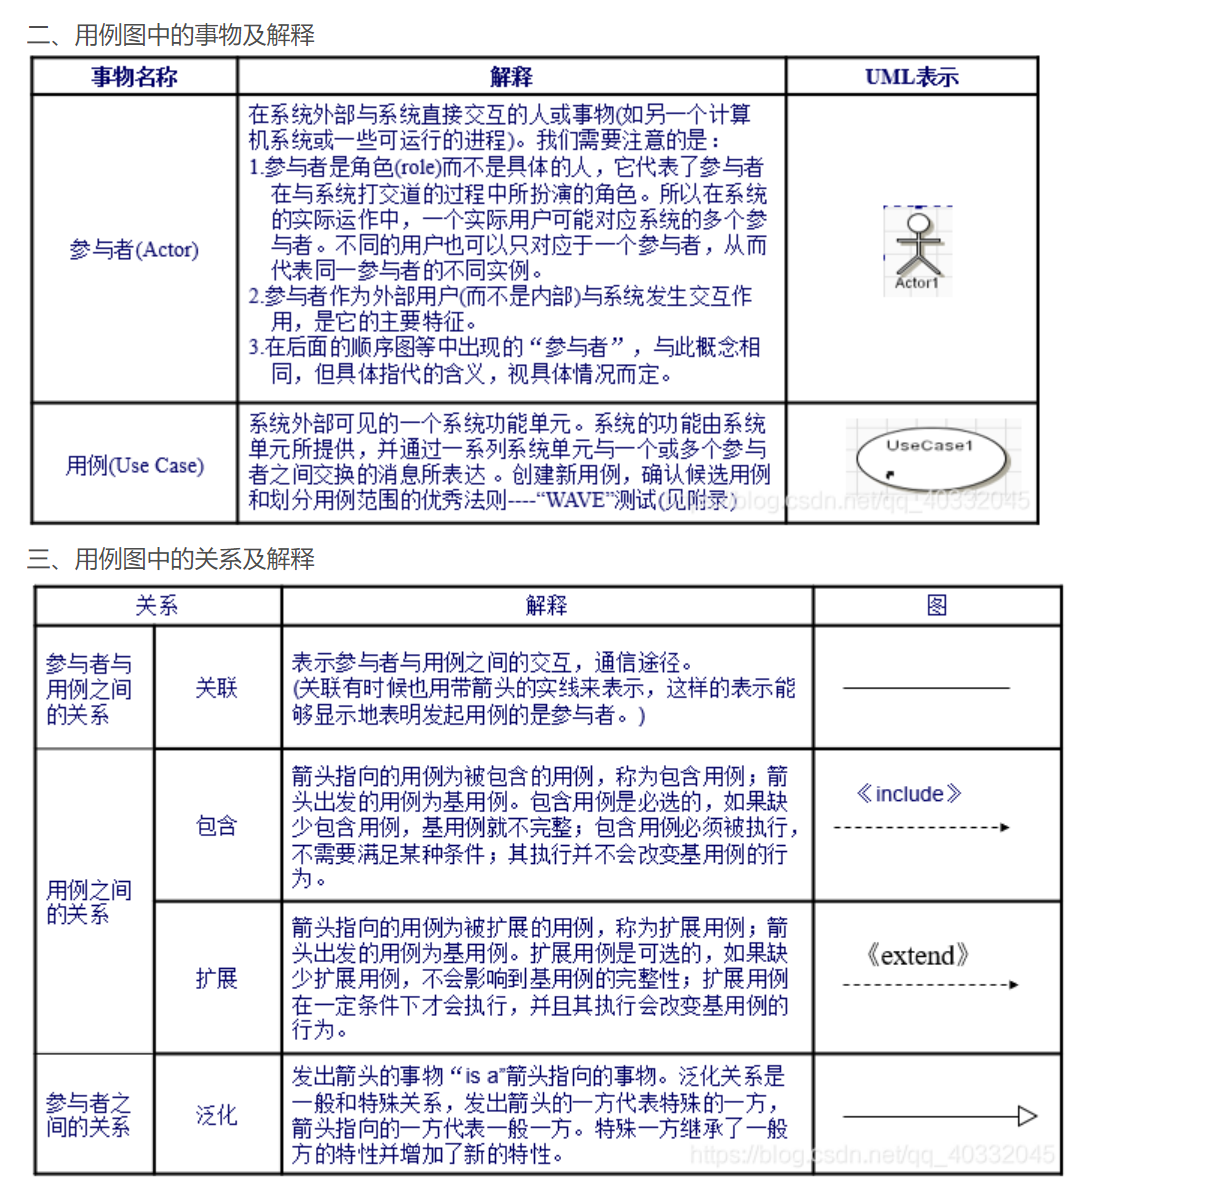 二、用例图中的事物及解释
事物名称
解释
UML表示
参与者(Actor)
在系统外部与系统直接交互的人或事物(如另一个计算
机系统或一些可运行的进程)。我们需要注意的是：
1.参与者是角色(role)而不是具体的人，它代表了参与者
在与系统打交道的过程中所扮演的角色。所以在系统
的实际运作中，一个实际用户可能对应系统的多个参
与者。不同的用户也可以只对应于一个参与者，从而
代表同一参与者的不同实例。
2.参与者作为外部用户(而不是内部)与系统发生交互作
用，是它的主要特征。
3.在后面的顺序图等中出现的“参与者”，与此概念相
同，但具体指代的含义，视具体情况而定。
Actor1
用例(Use Case)
系统外部可见的一个系统功能单元。系统的功能由系统
单元所提供，并通过一系列系统单元与一个或多个参与
者之间交换的消息所表达。创建新用例，确认候选用例
和划分用例范围的优秀法则----“WAVE”测试(见附录)
UseCase1
blog.csdn.net/qq_40332045
三、用例图中的关系及解释
关系
解释
图
参与者与
用例之间
的关系
关联
表示参与者与用例之间的交互，通信途径。
(关联有时候也用带箭头的实线来表示，这样的表示能
够显示地表明发起用例的是参与者。)
用例之间
的关系
包含
箭头指向的用例为被包含的用例，称为包含用例；箭
头出发的用例为基用例。包含用例是必选的，如果缺
少包含用例，基用例就不完整；包含用例必须被执行，
不需要满足某种条件；其执行并不会改变基用例的行
为。
《include》
扩展
箭头指向的用例为被扩展的用例，称为扩展用例；箭
头出发的用例为基用例。扩展用例是可选的，如果缺
少扩展用例，不会影响到基用例的完整性；扩展用例
在一定条件下才会执行，并且其执行会改变基用例的
行为。
《extend》
参与者之
间的关系
泛化
发出箭头的事物“is a”箭头指向的事物。泛化关系是
一般和特殊关系，发出箭头的一方代表特殊的一方，
箭头指向的一方代表一般一方。特殊一方继承了一般
方的特性并增加了新的特性。
https://blog.csdn.net/qq_40332045